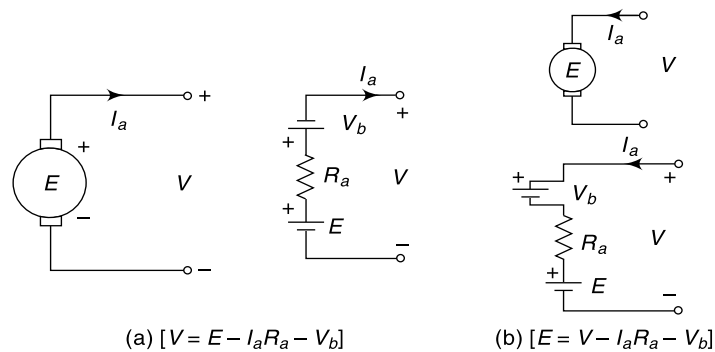 I_a
E
V
+
I_a
V
+
−
E
V
−
I_a
V_b
+
+
R_a
V
+
E
−
I_a
+
+
V_b
R_a
V
+
E
−
(a) [V = E – I_aR_a – V_b]
(b) [E = V – I_aR_a – V_b]